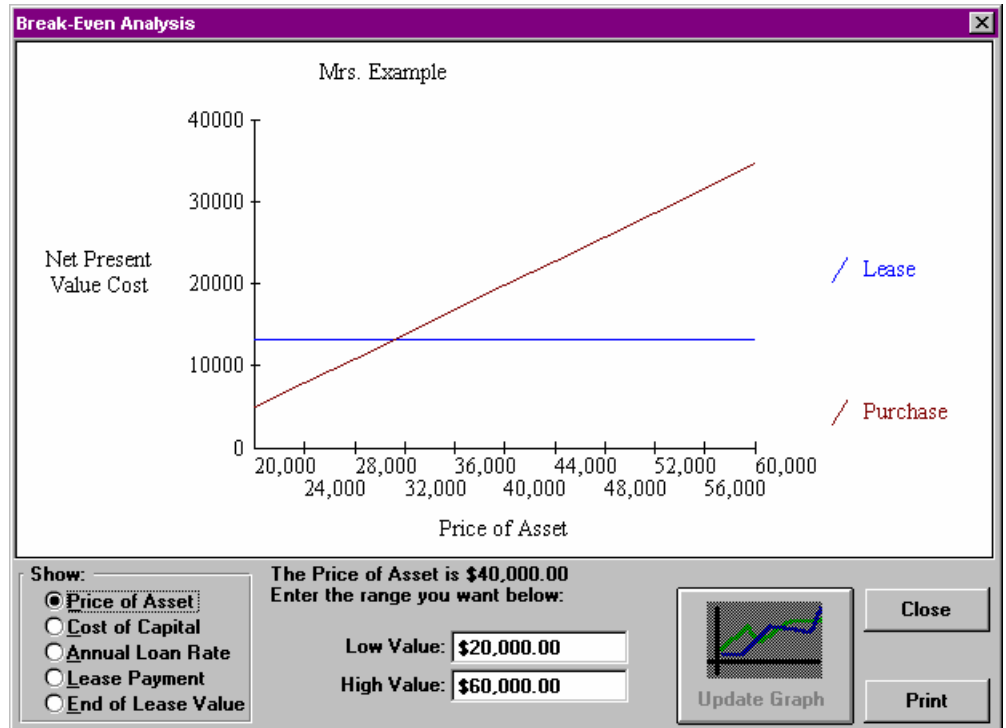 Break-Even Analysis
Mrs. Example
40000
30000
Net Present
Value Cost
20000
10000
0
Lease
Purchase
20,000 28,000 36,000 44,000 52,000 60,000
24,000 32,000 40,000 48,000 56,000
Price of Asset
Show:
Price of Asset
Cost of Capital
Annual Loan Rate
Lease Payment
End of Lease Value
The Price of Asset is $40,000.00
Enter the range you want below:
Low Value: $20,000.00
High Value: $60,000.00
Update Graph
Close
Print